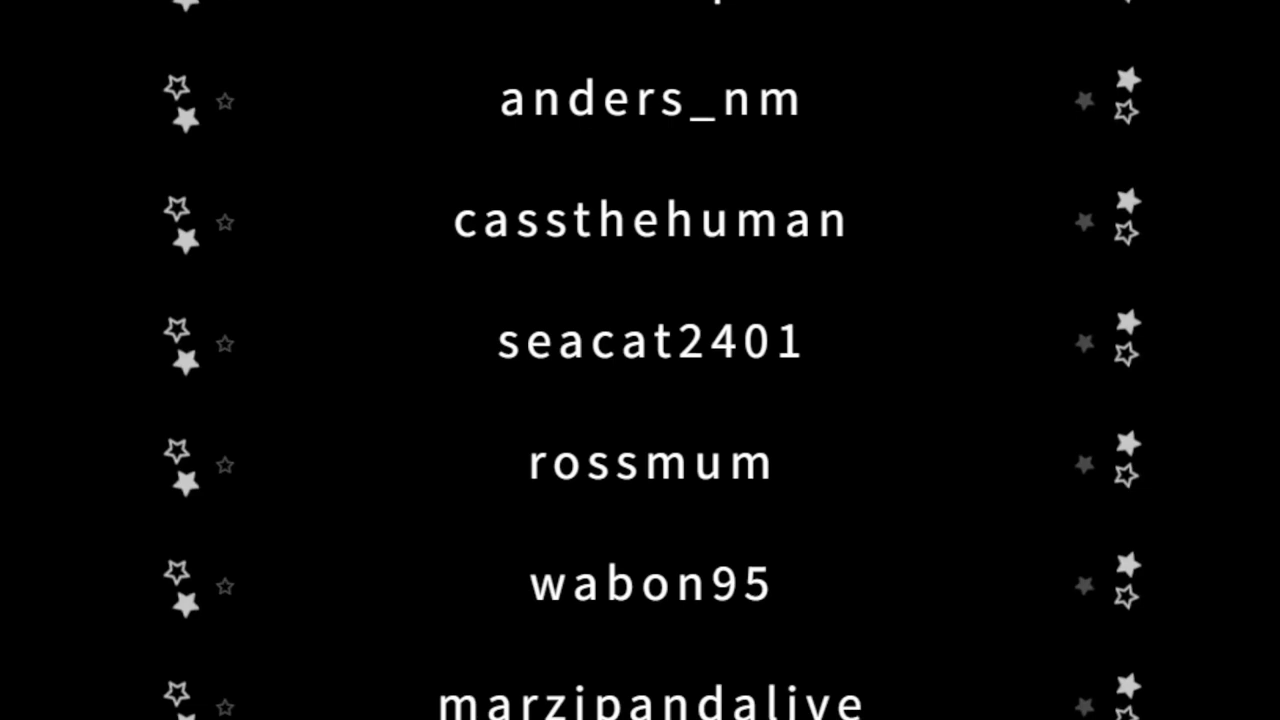 anders_nm
cassthehuman
seacat2401
rossmum
wabon95
marzipandalive